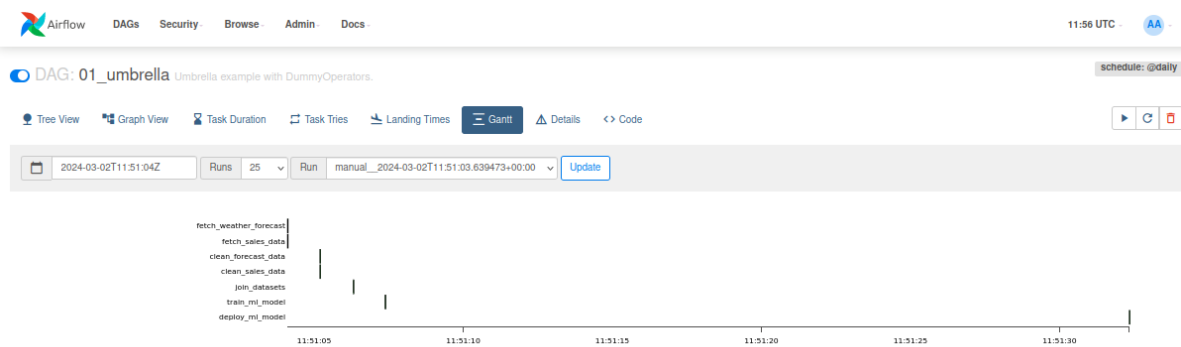 Airflow DAGs Security Browse Admin Docs 11:56 UTC AA
schedule: @daily
DAG: 01_umbrella Umbrella example with DummyOperators.
Tree View Graph View Task Duration Task Tries Landing Times Gantt Details <> Code
2024-03-02T11:51:04Z Runs 25 Run manual__2024-03-02T11:51:03.639473+00:00 Update
fetch_weather_forecast
fetch_sales_data
clean_forecast_data
clean_sales_data
join_datasets
train_ml_model
deploy_ml_model
11:51:05 11:51:10 11:51:15 11:51:20 11:51:25 11:51:30